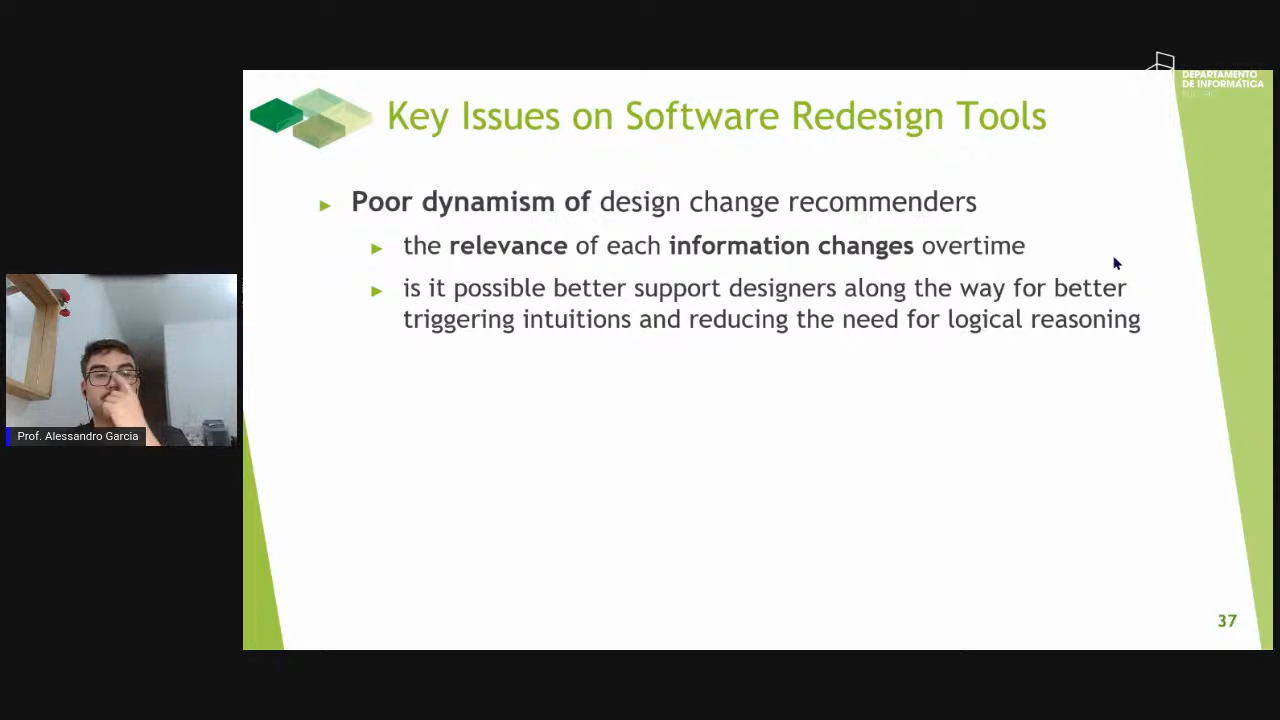 DEPARTAMENTO
DE INFORMÁTICA
Key Issues on Software Redesign Tools
Poor dynamism of design change recommenders
the relevance of each information changes overtime
is it possible better support designers along the way for better
triggering intuitions and reducing the need for logical reasoning
Prof. Alessandro Garcia
37